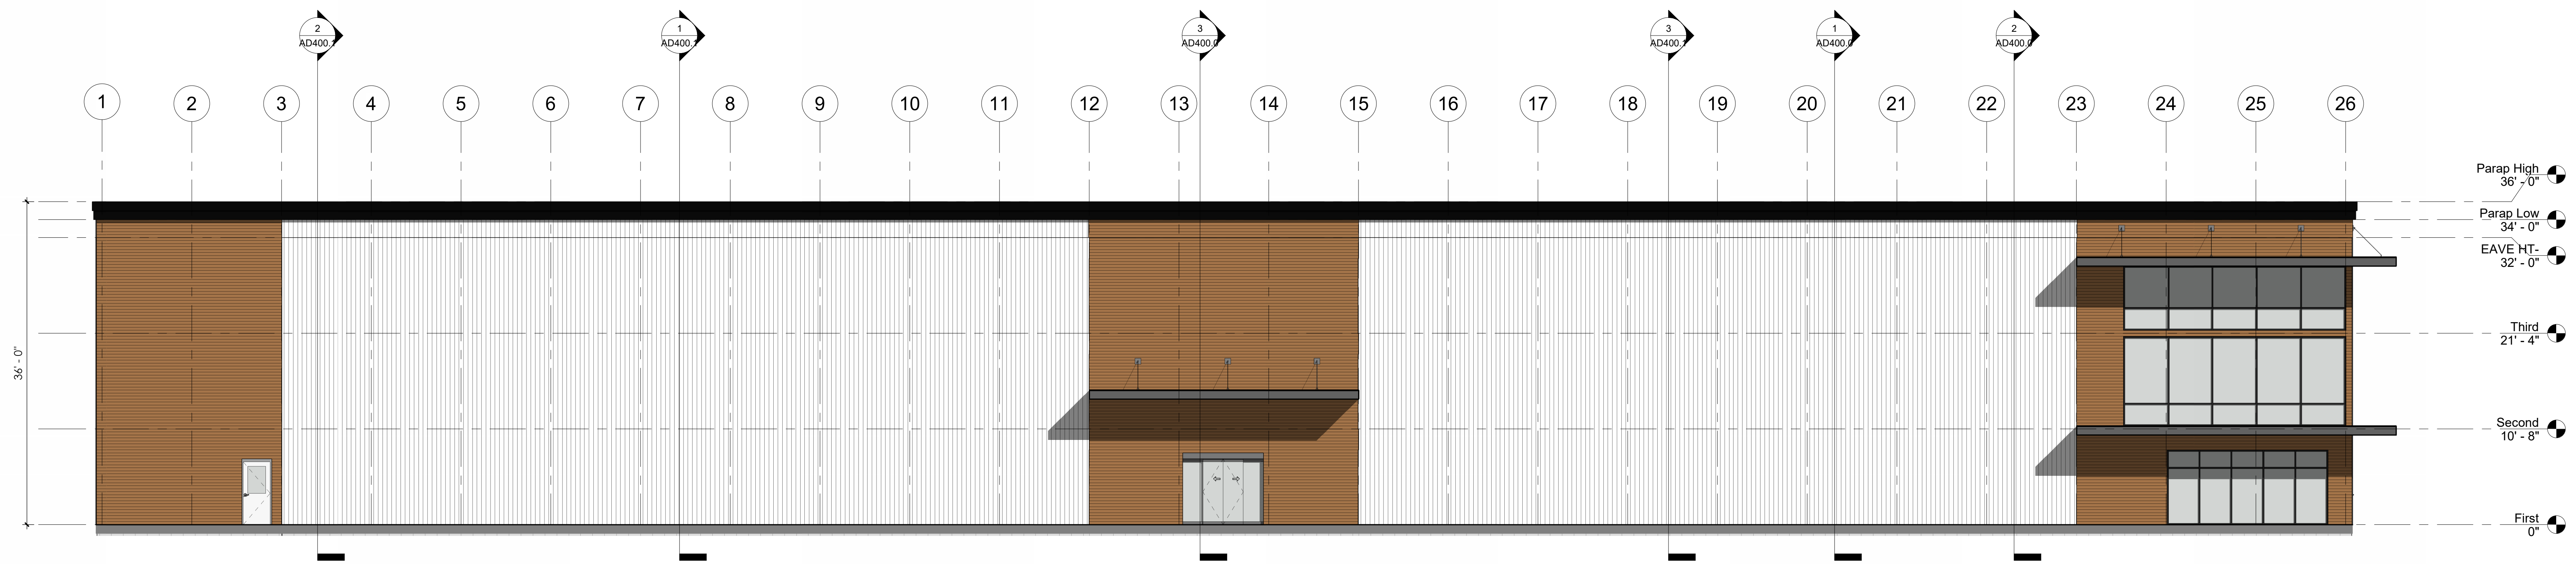 2
AD400.1
1
AD400.1
3
AD400.0
3
AD400.1
1
AD400.0
2
AD400.0
1
2
3
4
5
6
7
8
9
10
11
12
13
14
15
16
17
18
19
20
21
22
23
24
25
26
Parap High
36' - 0"
Parap Low
34' - 0"
EAVE HT-
32' - 0"
Third
21' - 4"
Second
10' - 8"
First
0"
36' - 0"